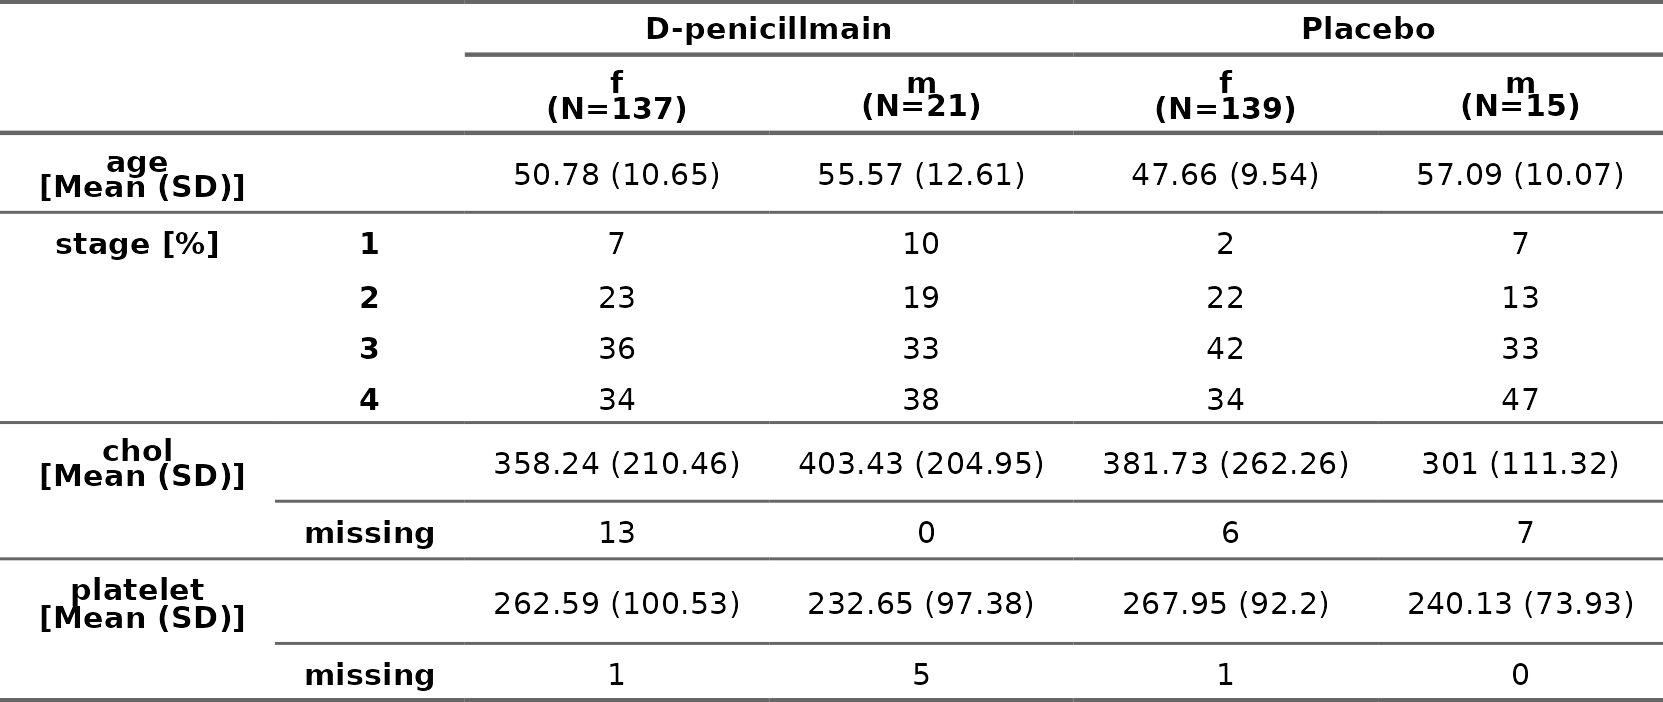 D-penicillmain Placebo
f m f m
(N=137) (N=21) (N=139) (N=15)
age
[Mean (SD)] 50.78 (10.65) 55.57 (12.61) 47.66 (9.54) 57.09 (10.07)
stage [%] 1 7 10 2 7
2 23 19 22 13
3 36 33 42 33
4 34 38 34 47
chol
[Mean (SD)] 358.24 (210.46) 403.43 (204.95) 381.73 (262.26) 301 (111.32)
missing 13 0 6 7
platelet
[Mean (SD)] 262.59 (100.53) 232.65 (97.38) 267.95 (92.2) 240.13 (73.93)
missing 1 5 1 0